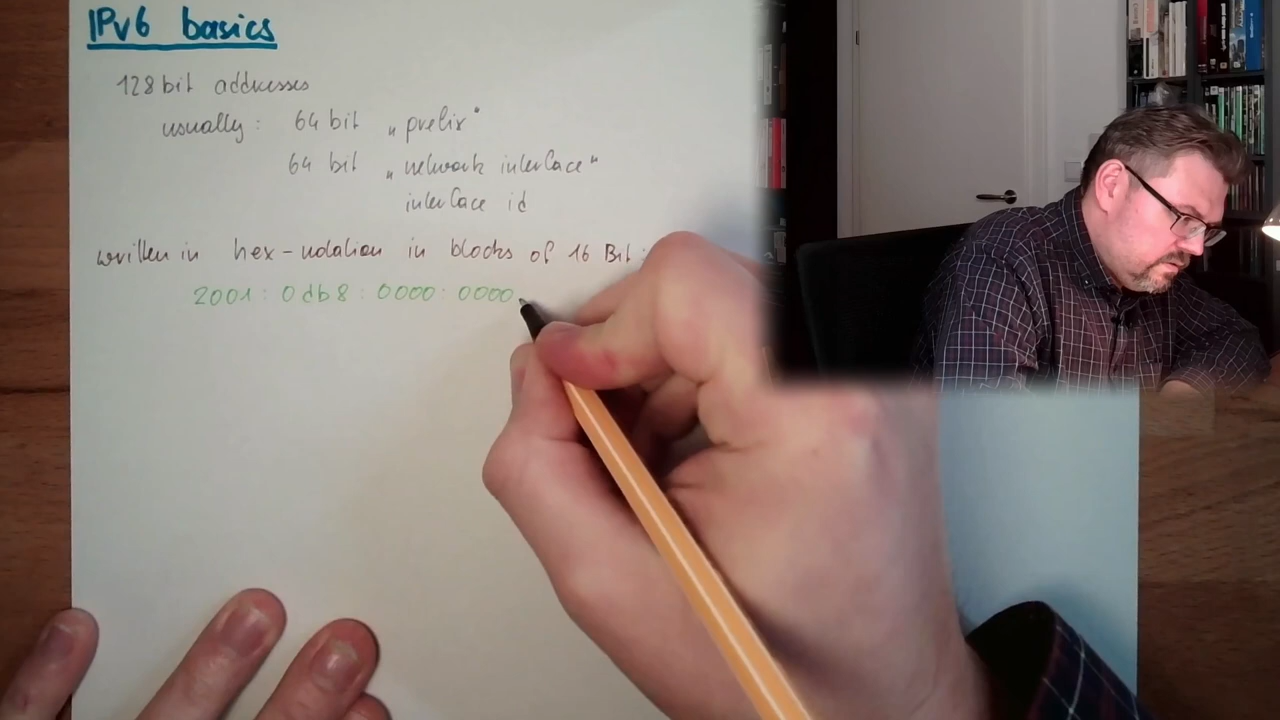 IPv6 basics
128 bit addresses
usually: 64 bit „prefix"
64 bit „network interface"
interface id
written in hex-notation in blocks of 16 Bit:
2001:0db8:0000:0000